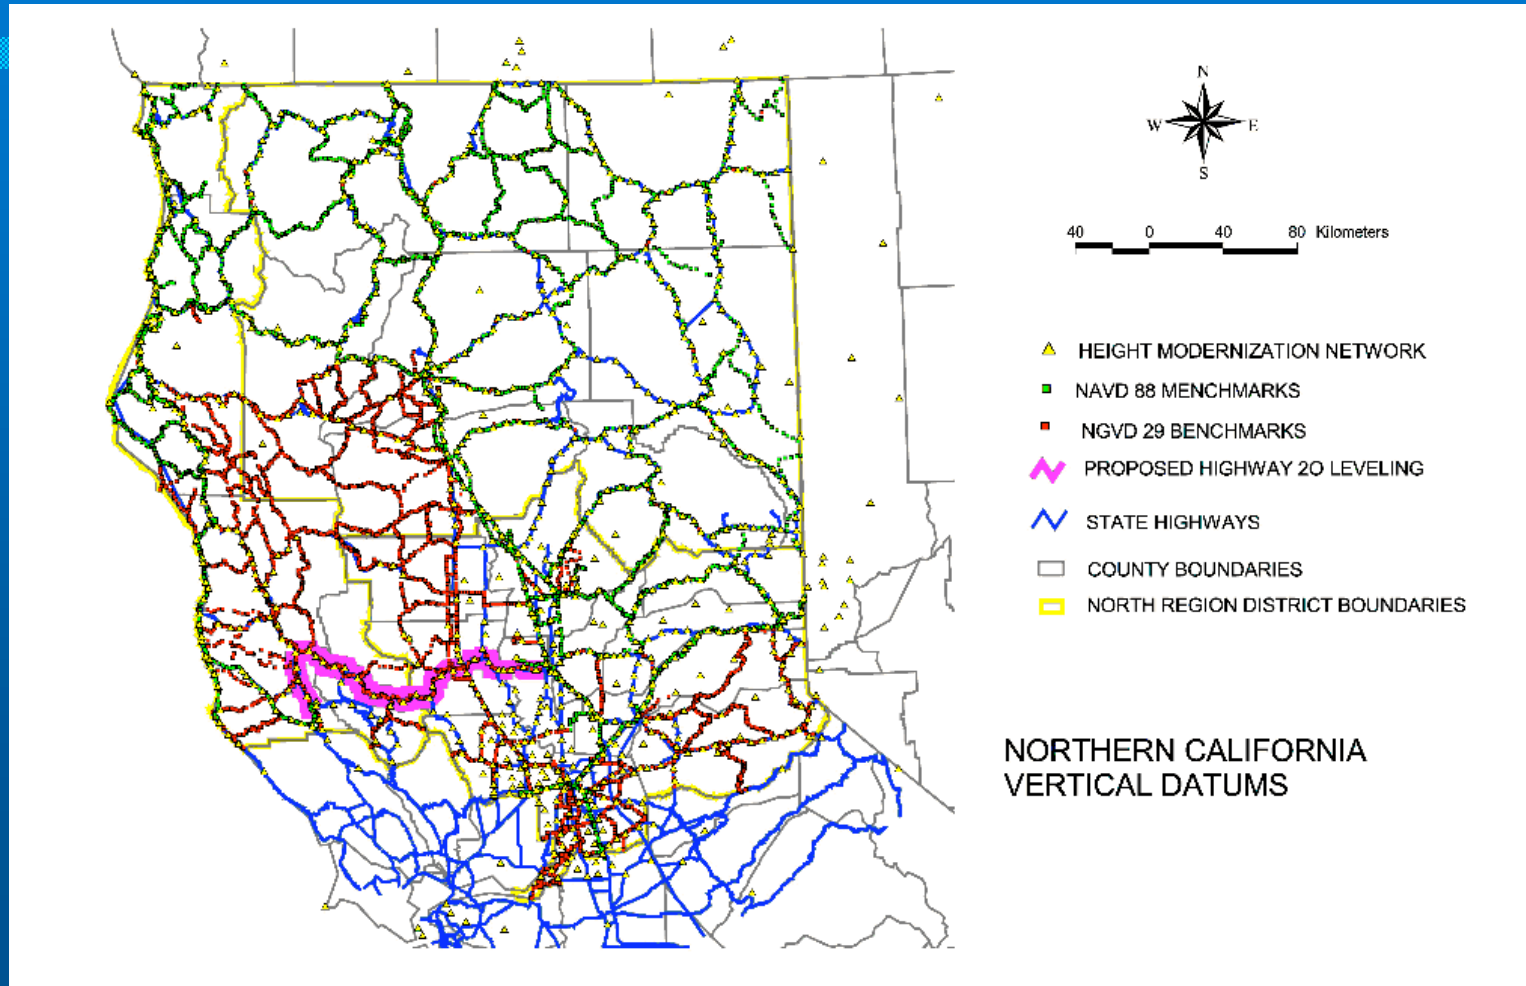 N
W E
S
40 0 40 80 Kilometers
HEIGHT MODERNIZATION NETWORK
NAVD 88 MENCHMARKS
NGVD 29 BENCHMARKS
PROPOSED HIGHWAY 2O LEVELING
STATE HIGHWAYS
COUNTY BOUNDARIES
NORTH REGION DISTRICT BOUNDARIES
NORTHERN CALIFORNIA
VERTICAL DATUMS